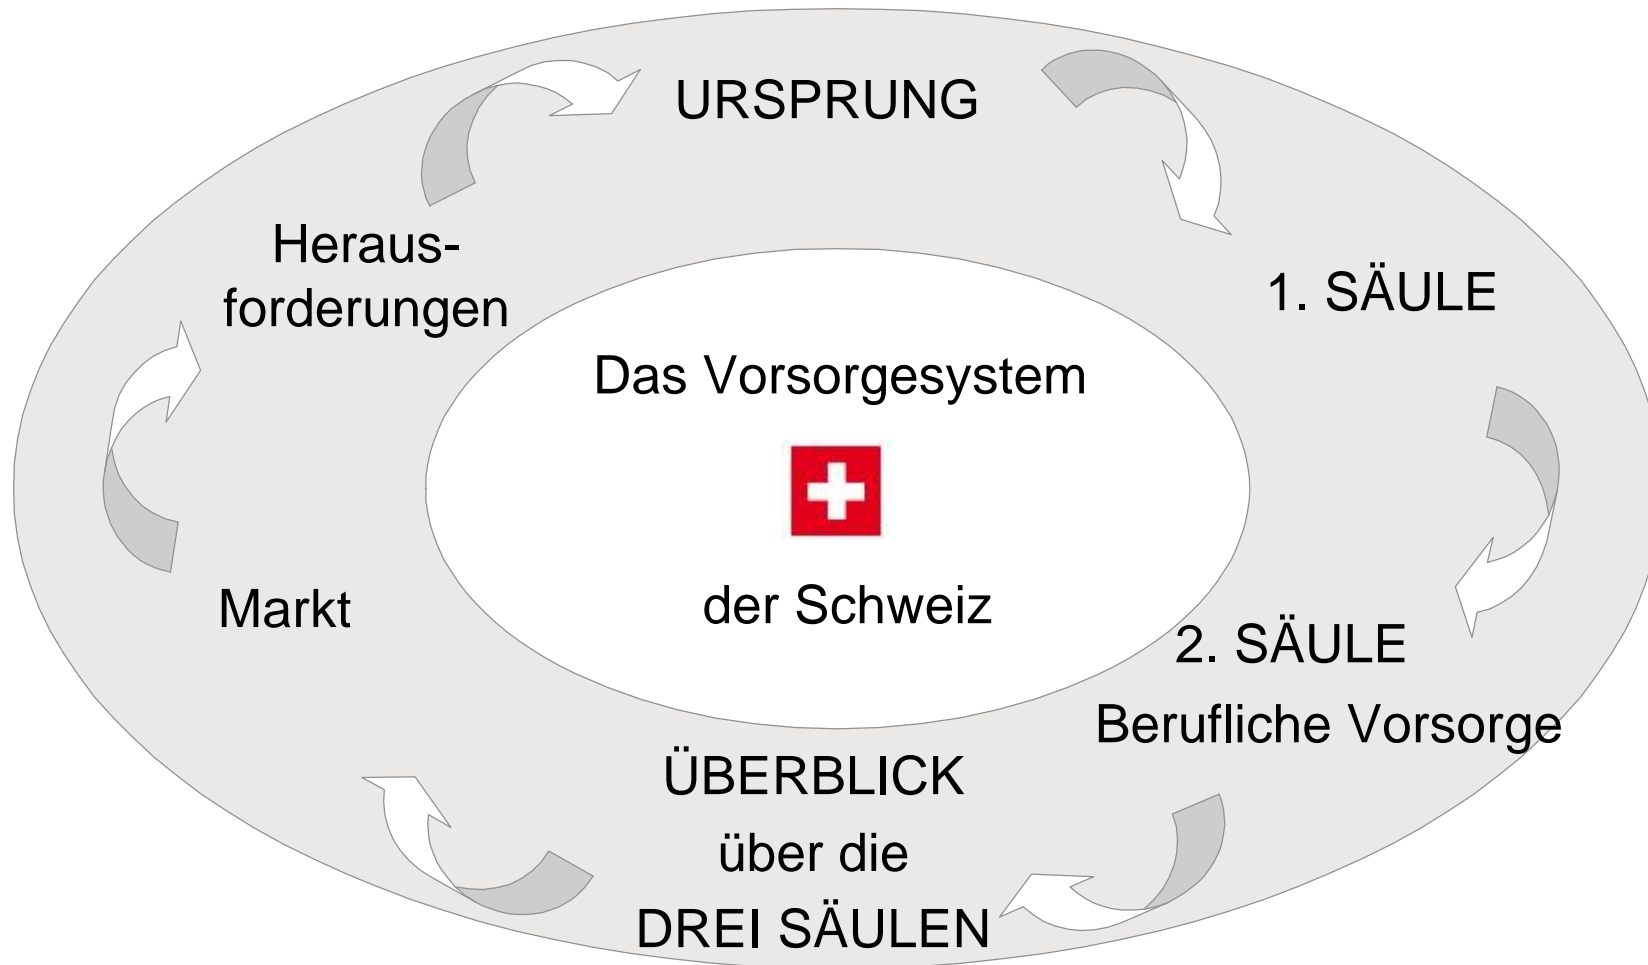 URSPRUNG
1. SÄULE
2. SÄULE
Berufliche Vorsorge
ÜBERBLICK
über die
DREI SÄULEN
Markt
Heraus-
forderungen
Das Vorsorgesystem
der Schweiz